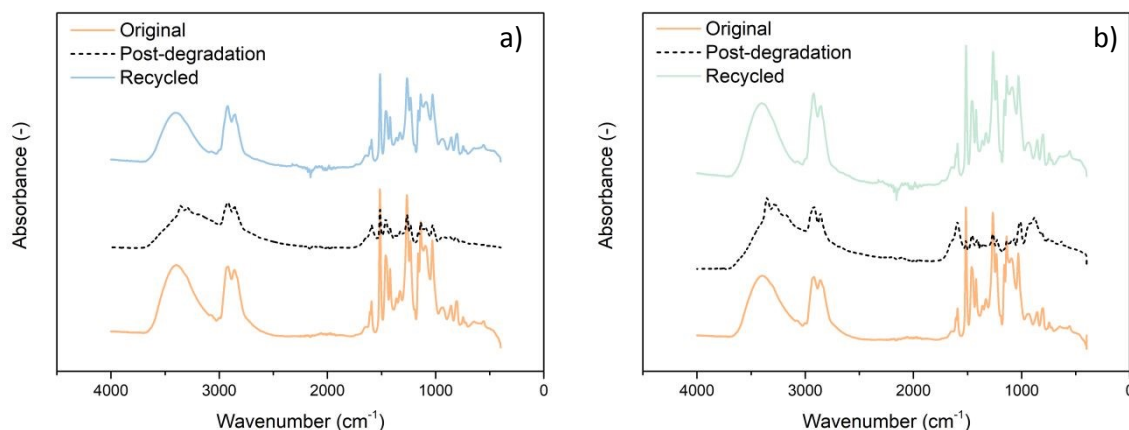 Original
Post-degradation
Recycled
a)
Absorbance (-)
4000 3000 2000 1000 0
Wavenumber (cm⁻¹)
Original
Post-degradation
Recycled
b)
Absorbance (-)
4000 3000 2000 1000 0
Wavenumber (cm⁻¹)